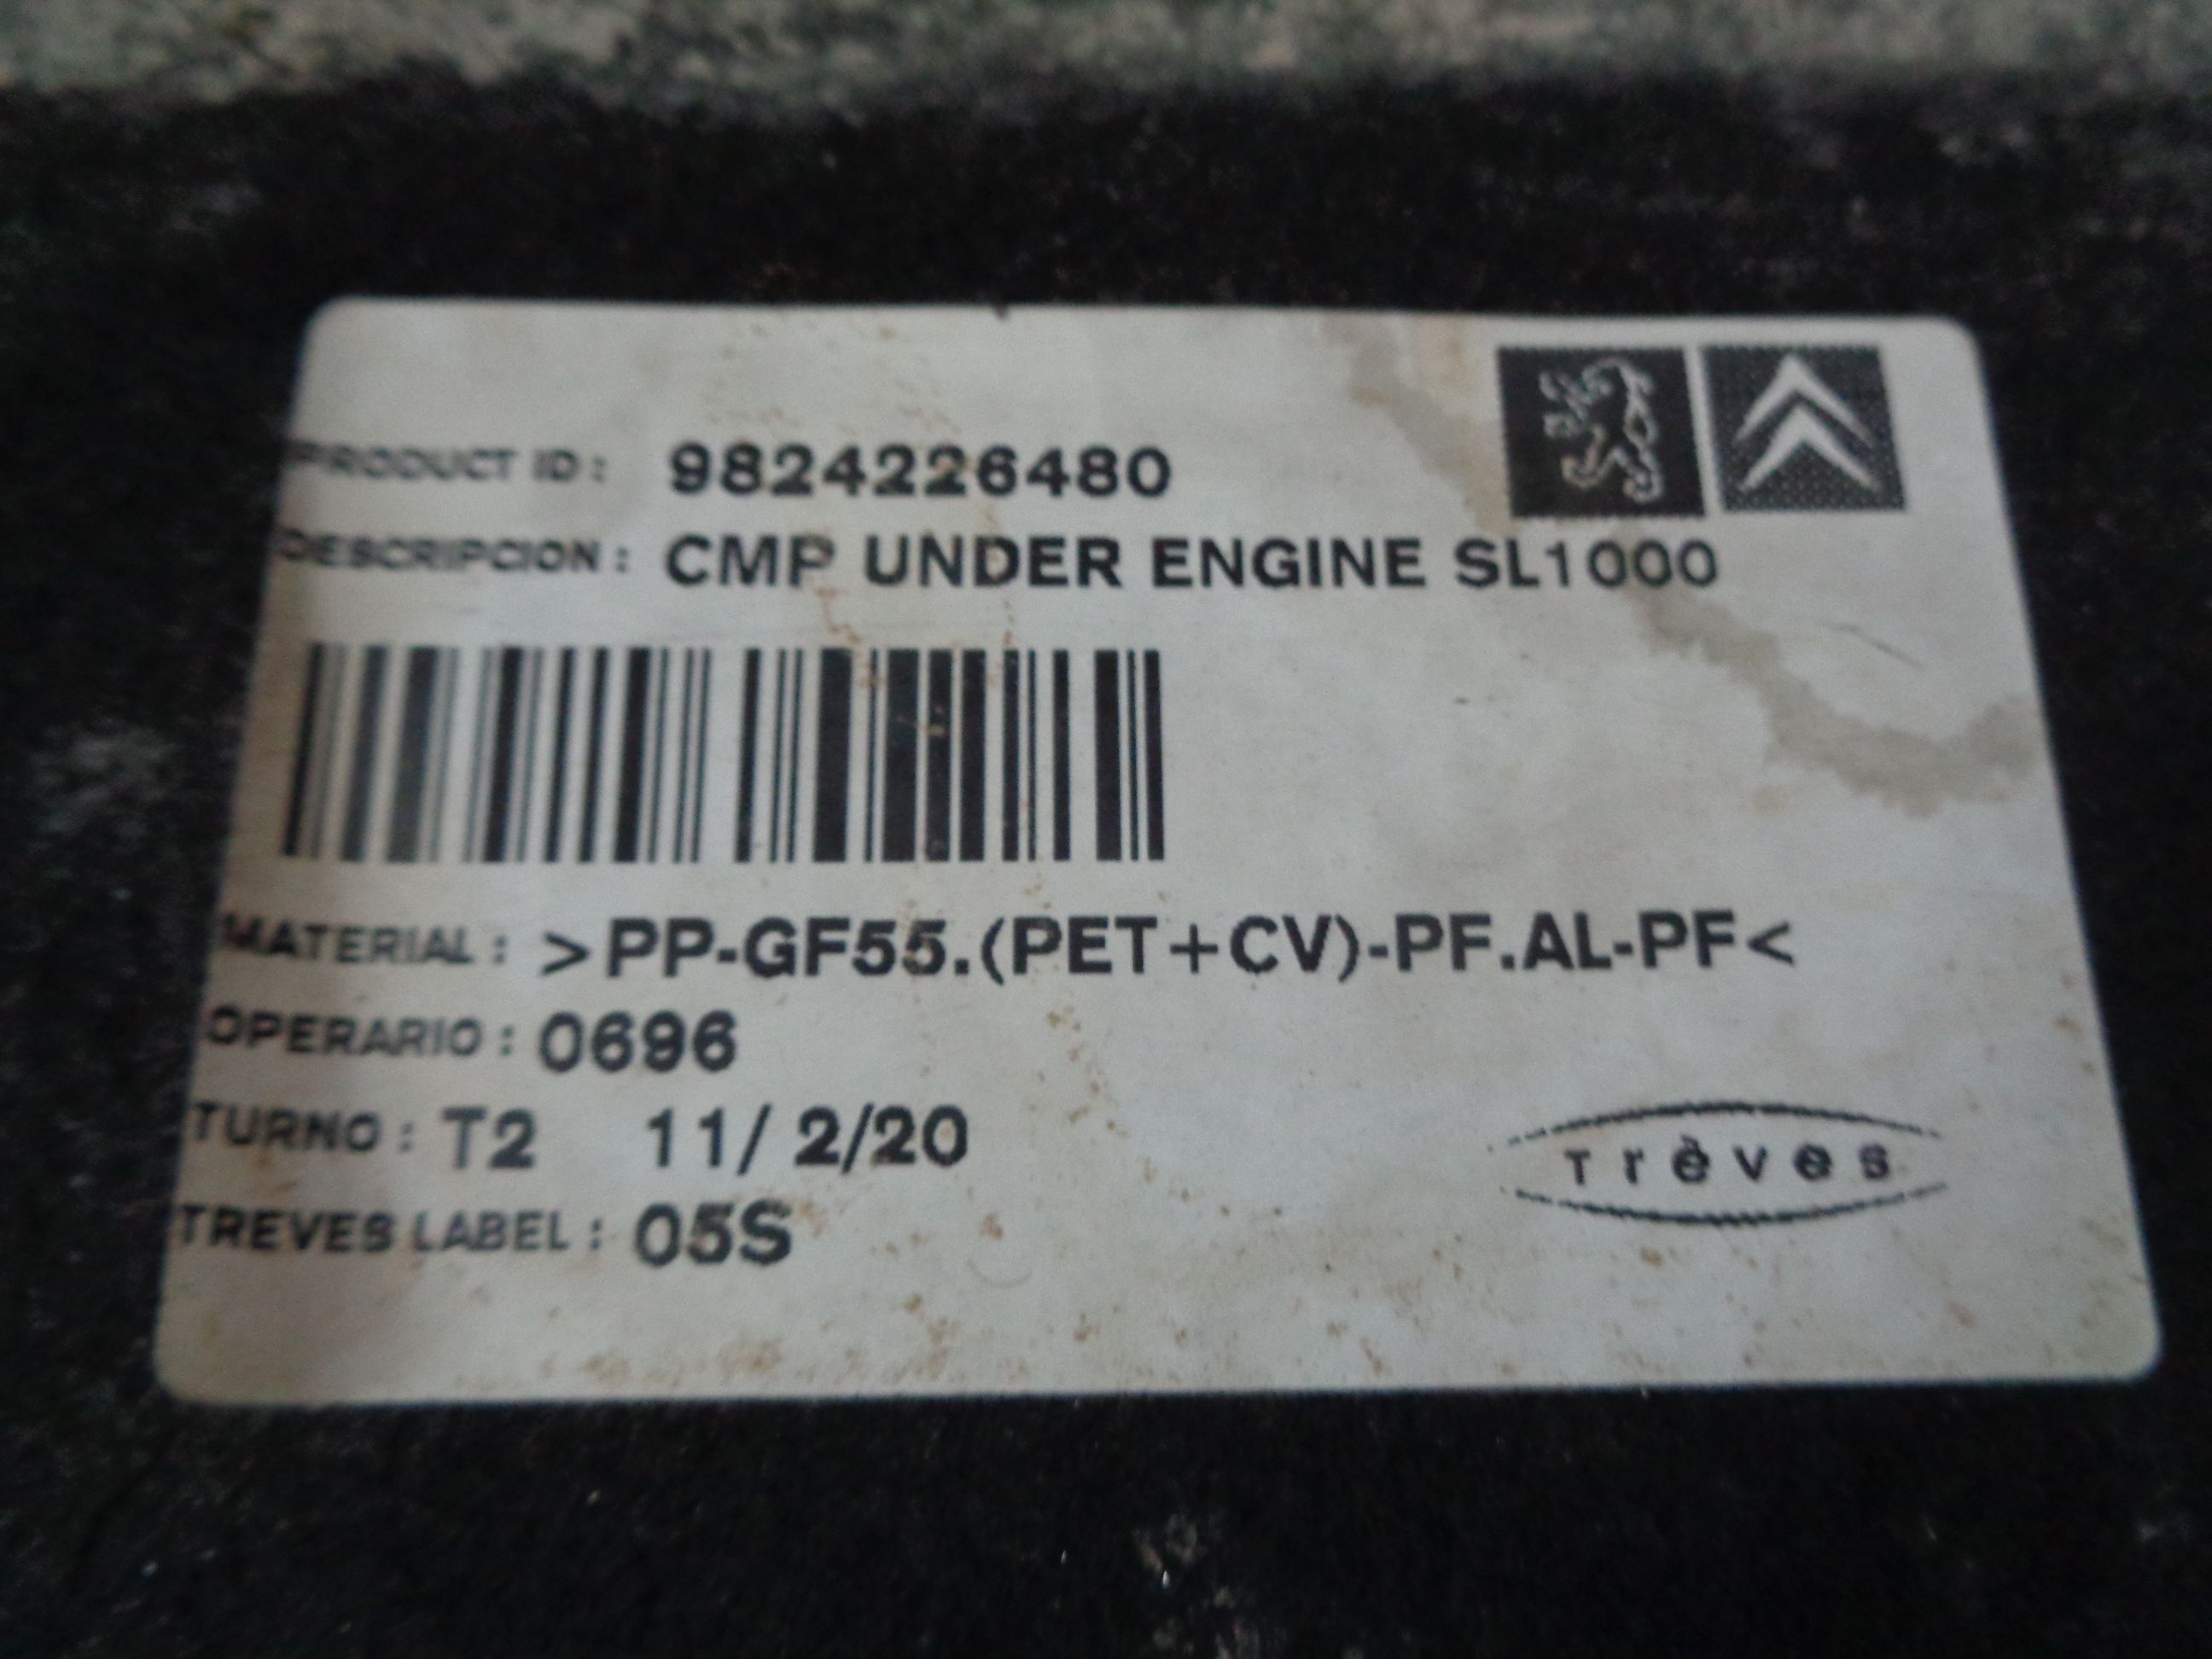 PRODUCT ID: 9824226480
DESCRIPCION: CMP UNDER ENGINE SL1000
MATERIAL: >PP-GF55.(PET+CV)-PF.AL-PF<
OPERARIO: 0696
TURNO: T2 11/ 2/20
Trèves
TREVES LABEL: 05S